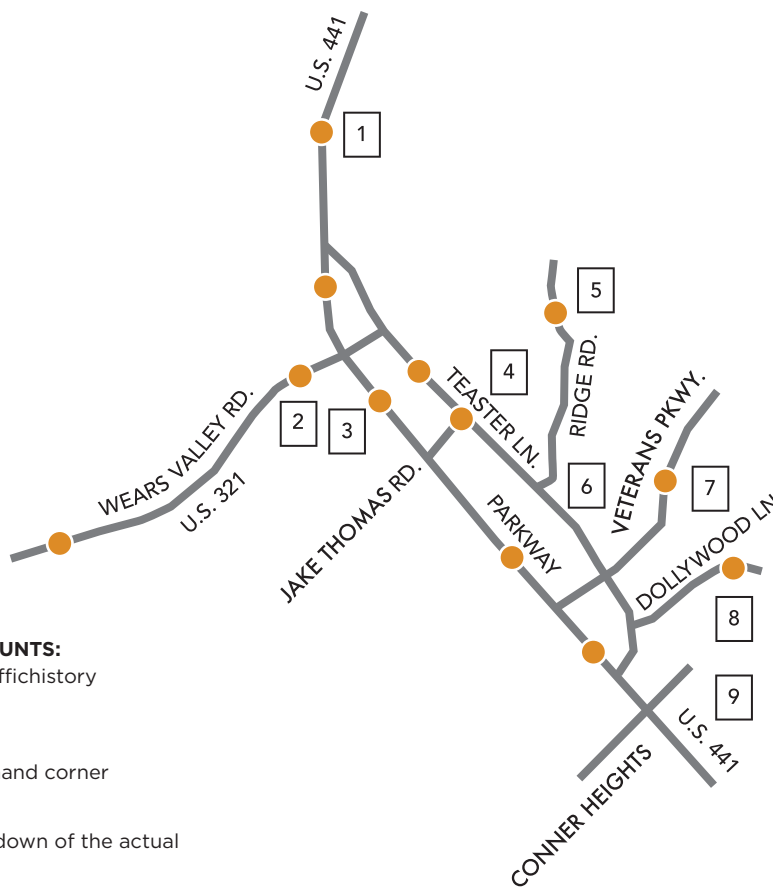 U.S. 441
1
5
4
TEASTER LN.
RIDGE RD.
2
3
WEARS VALLEY RD.
U.S. 321
6
7
VETERANS PKWY.
JAKE THOMAS RD.
PARKWAY
DOLLYWOOD LN
8
9
U.S. 441
CONNER HEIGHTS
UNTS:
ffichistory
and corner
down of the actual